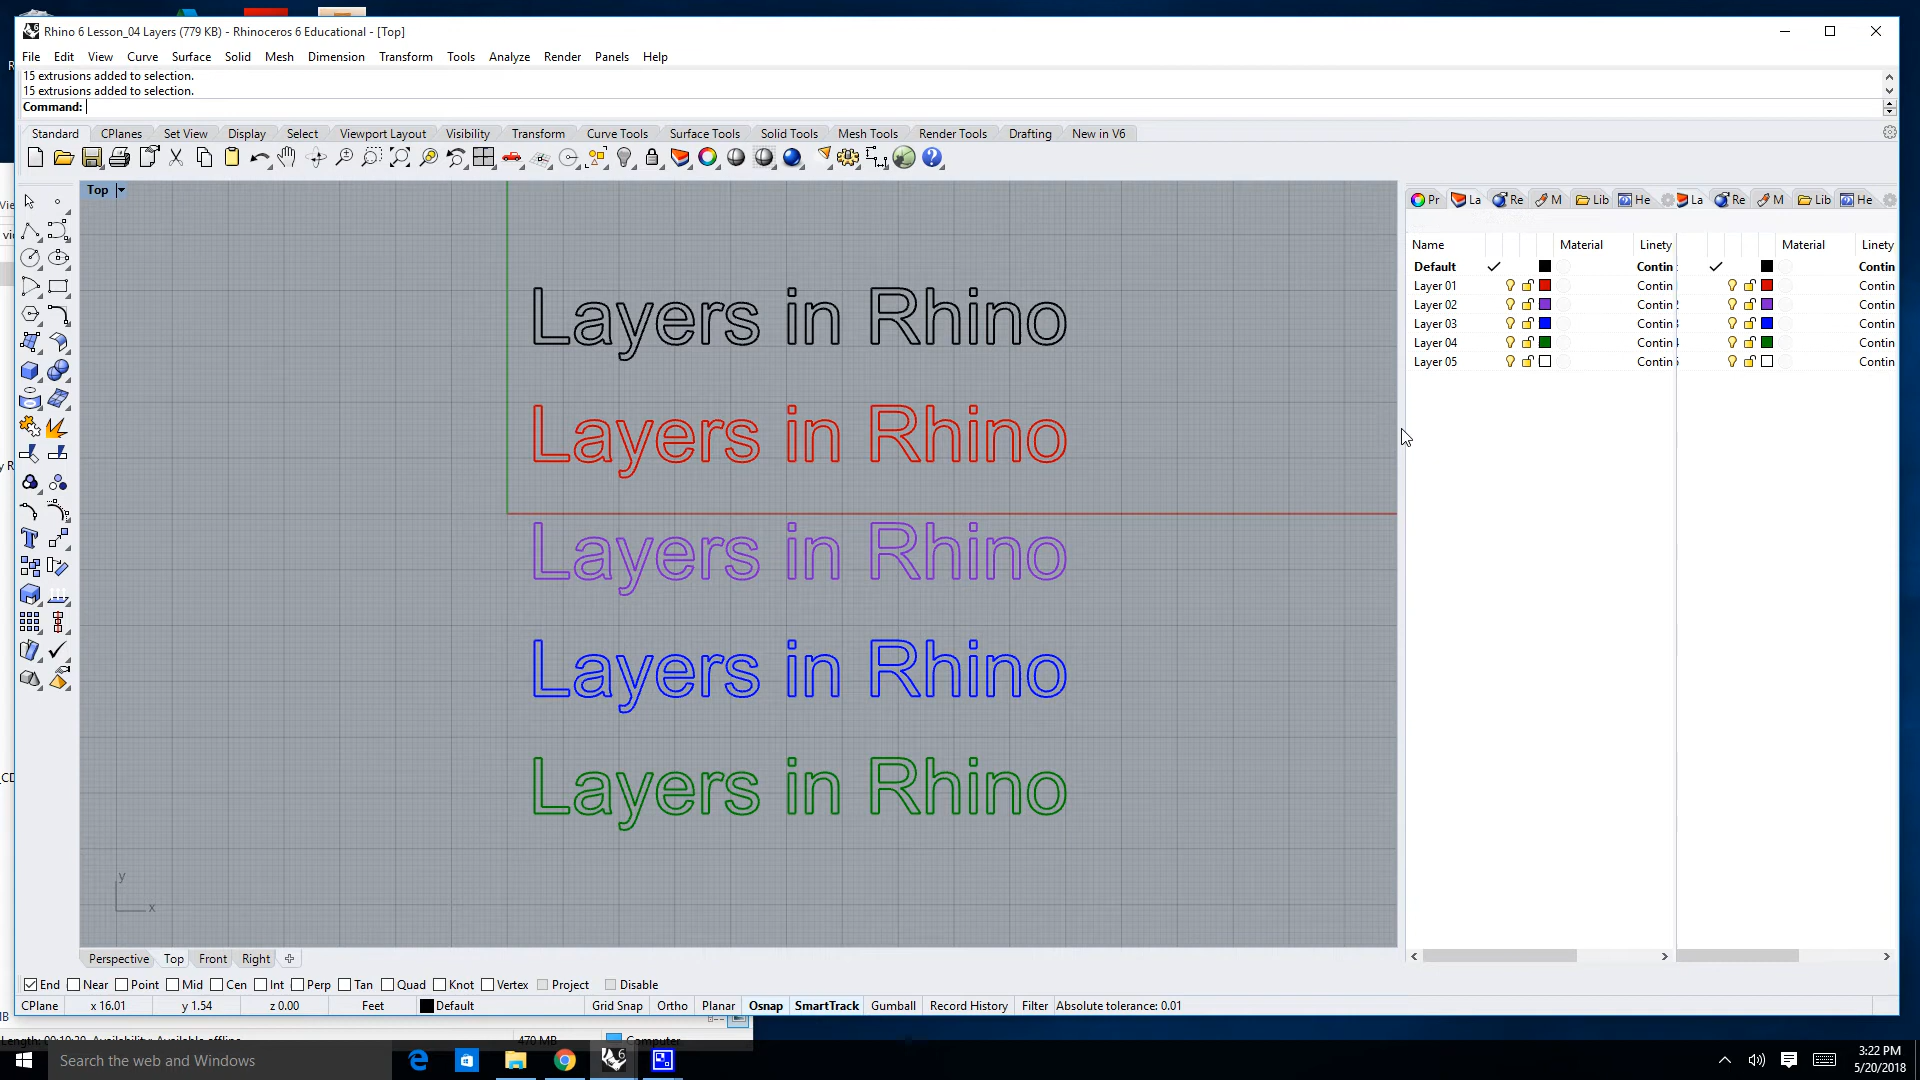 Rhino 6 Lesson_04 Layers (779 KB) - Rhinoceros 6 Educational - [Top]
File Edit View Curve Surface Solid Mesh Dimension Transform Tools Analyze Render Panels Help
15 extrusions added to selection.
15 extrusions added to selection.
Command:
Standard CPlanes Set View Display Select Viewport Layout Visibility Transform Curve Tools Surface Tools Solid Tools Mesh Tools Render Tools Drafting New in V6
Top
Pr La Re M Lib He La Re M Lib He
Name Material Linety Material Linety
Default Contin Contin
Layer 01 Contin Contin
Layer 02 Contin Contin
Layer 03 Contin Contin
Layer 04 Contin Contin
Layer 05 Contin Contin
Layers in Rhino
Layers in Rhino
Layers in Rhino
Layers in Rhino
Layers in Rhino
y
x
Perspective Top Front Right
End Near Point Mid Cen Int Perp Tan Quad Knot Vertex Project Disable
CPlane x 16.01 y 1.54 z 0.00 Feet Default Grid Snap Ortho Planar Osnap SmartTrack Gumball Record History Filter Absolute tolerance: 0.01
470 MB Computer
Search the web and Windows
3:22 PM
5/20/2018